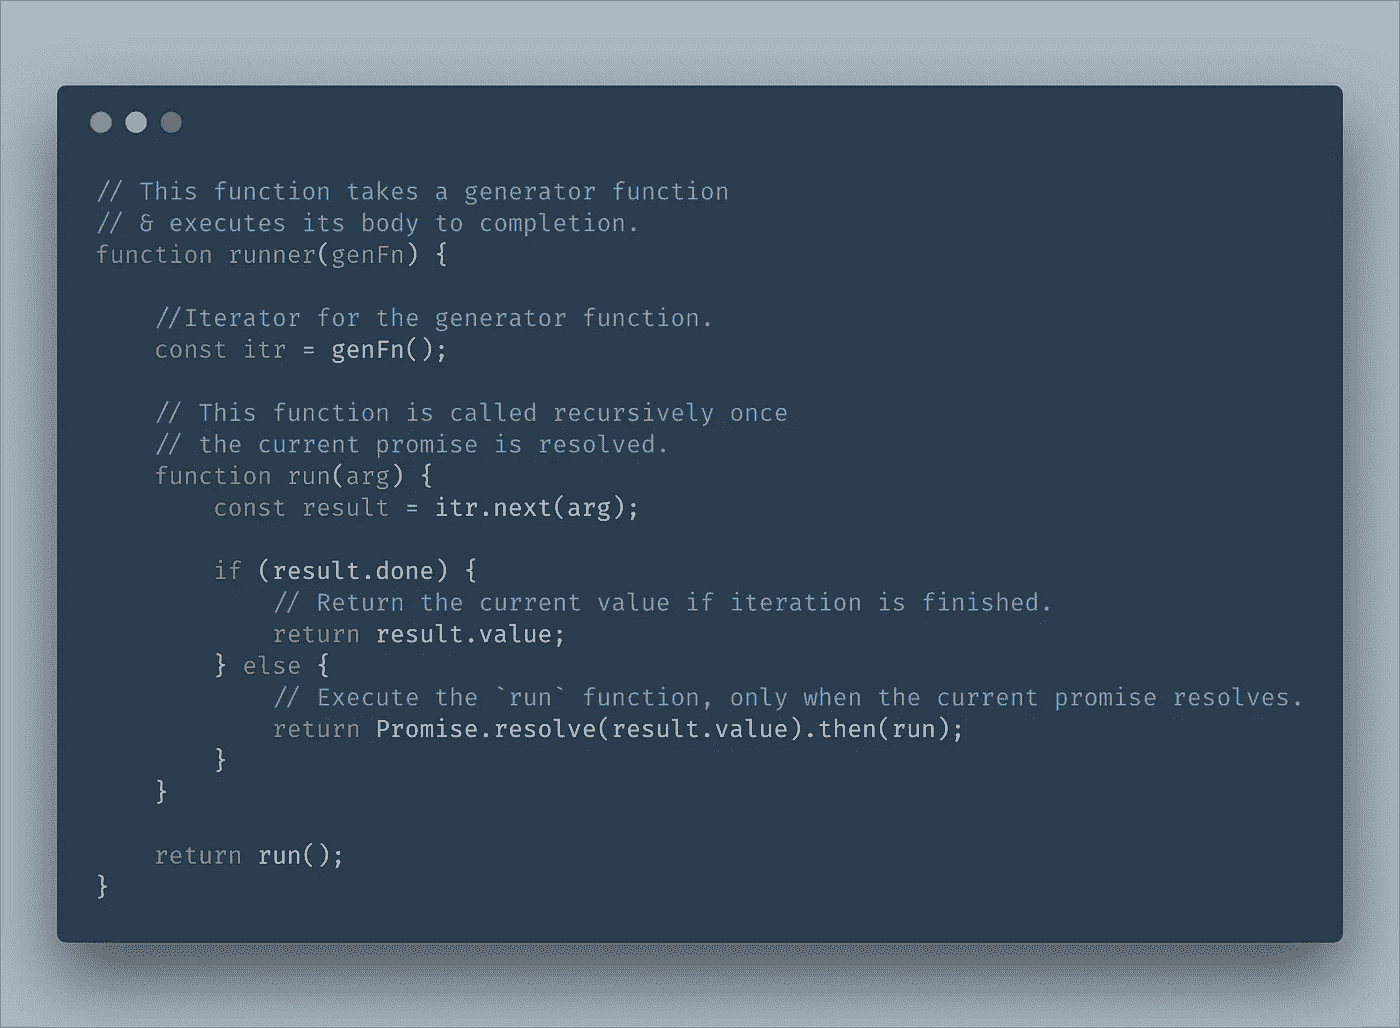 // This function takes a generator function
// & executes its body to completion.
function runner(genFn) {
//Iterator for the generator function.
const itr = genFn();
// This function is called recursively once
// the current promise is resolved.
function run(arg) {
const result = itr.next(arg);
if (result.done) {
// Return the current value if iteration is finished.
return result.value;
} else {
// Execute the `run` function, only when the current promise resolves.
return Promise.resolve(result.value).then(run);
}
}
return run();
}